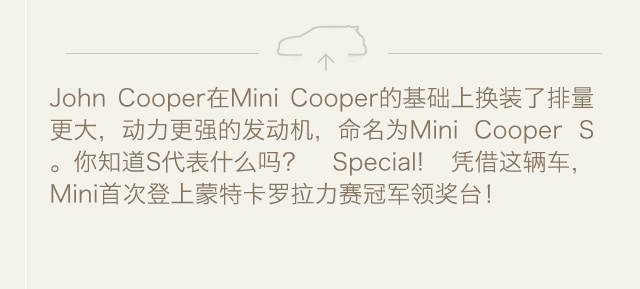 John Cooper在Mini Cooper的基础上换装了排量
更大，动力更强的发动机，命名为Mini Cooper S
。你知道S代表什么吗？ Special! 凭借这辆车，
Mini首次登上蒙特卡罗拉力赛冠军领奖台！